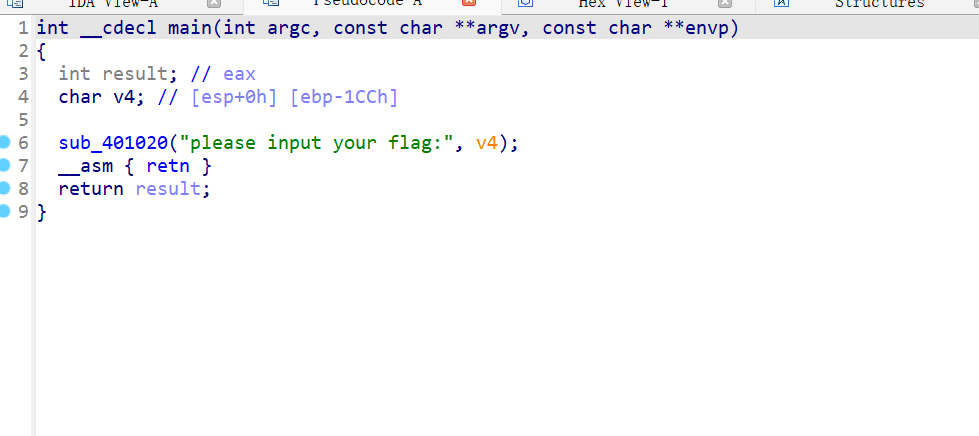 IDA View-A Pseudocode-A Hex View-1 Structures
1 int __cdecl main(int argc, const char **argv, const char **envp)
2 {
3 int result; // eax
4 char v4; // [esp+0h] [ebp-1CCh]
5
6 sub_401020("please input your flag:", v4);
7 __asm { retn }
8 return result;
9 }